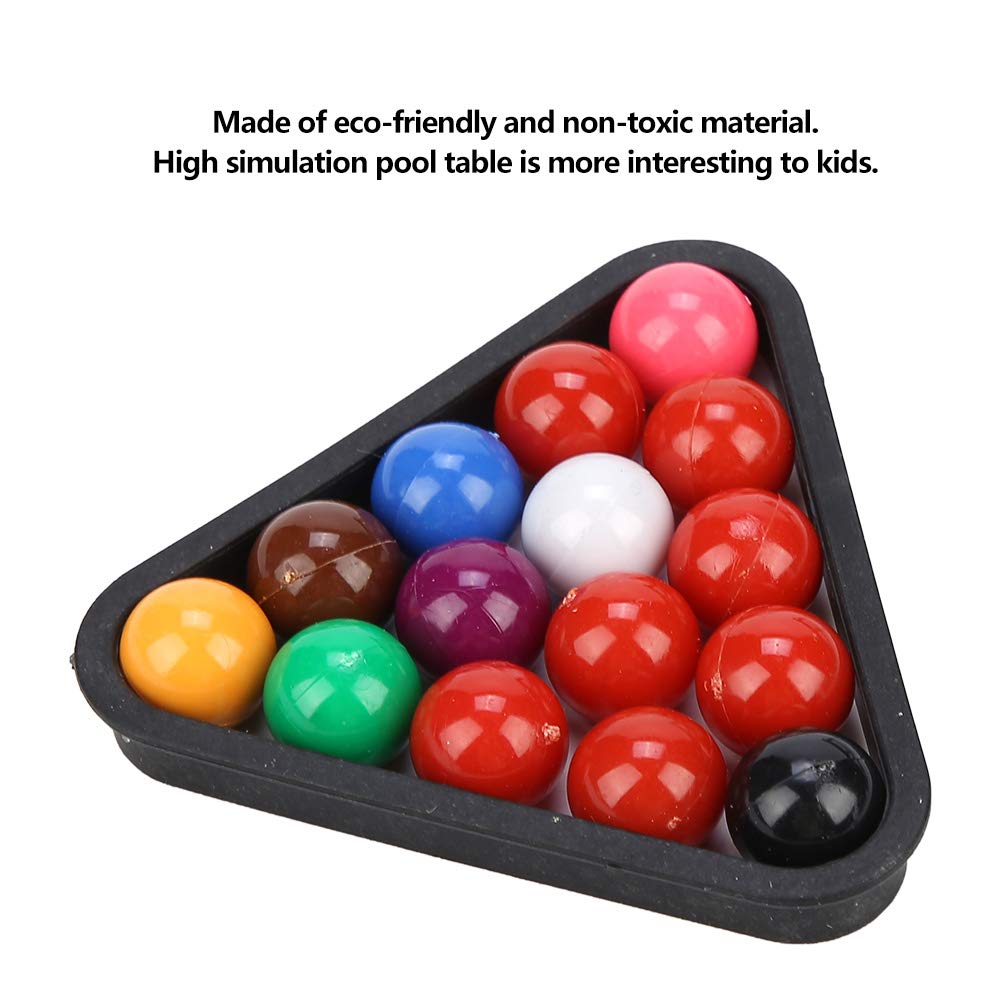 Made of eco-friendly and non-toxic material.
High simulation pool table is more interesting to kids.